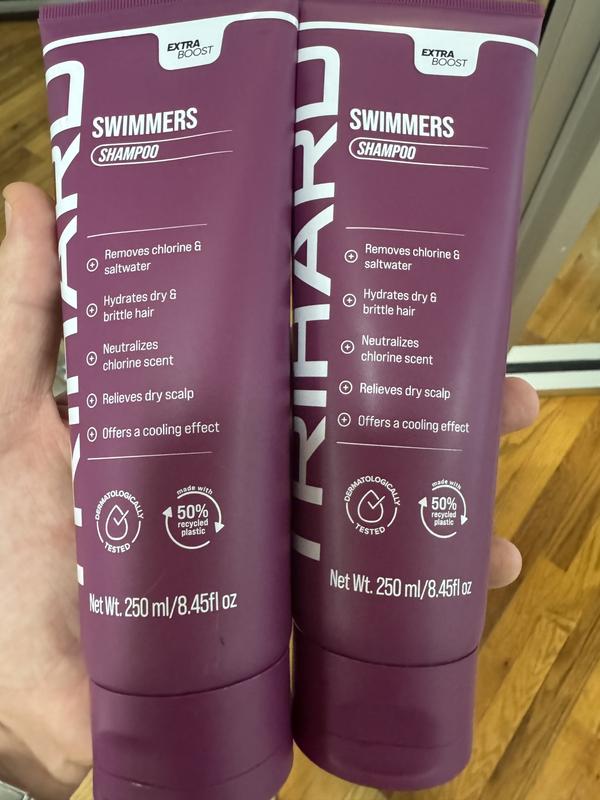 EXTRA
BOOST
TRIHARD
SWIMMERS
SHAMPOO
Removes chlorine &
saltwater
Hydrates dry &
brittle hair
Neutralizes
chlorine scent
Relieves dry scalp
Offers a cooling effect
DERMATOLOGICALLY
TESTED
made with
50%
recycled
plastic
Net Wt. 250 ml/8.45fl oz
EXTRA
BOOST
TRIHARD
SWIMMERS
SHAMPOO
Removes chlorine &
saltwater
Hydrates dry &
brittle hair
Neutralizes
chlorine scent
Relieves dry scalp
Offers a cooling effect
DERMATOLOGICALLY
TESTED
made with
50%
recycled
plastic
Net Wt. 250 ml/8.45fl oz